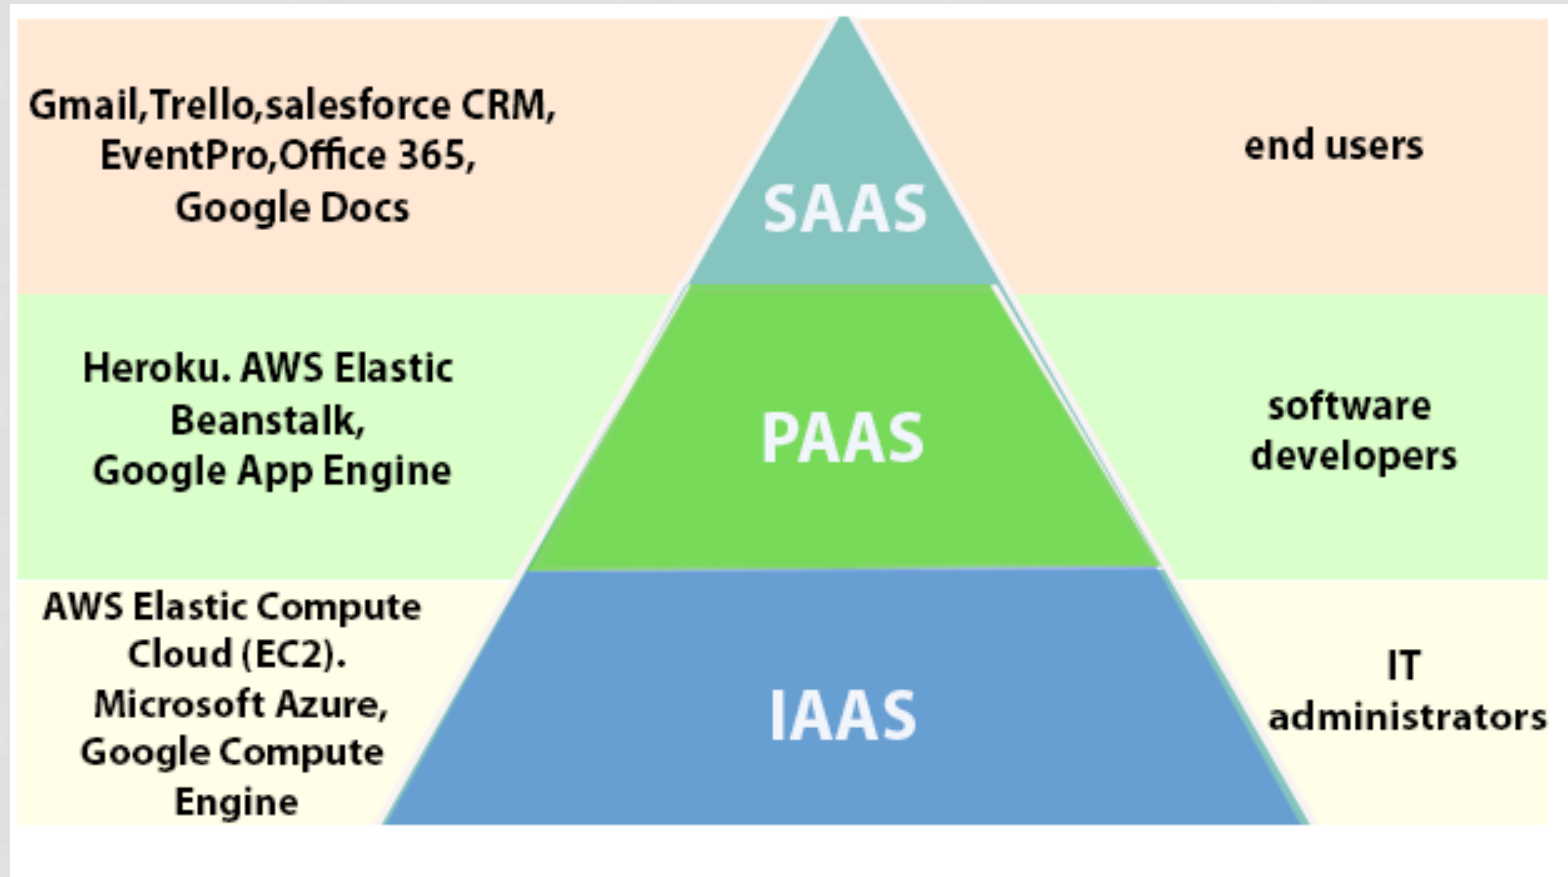 Gmail,Trello,salesforce CRM,
EventPro,Office 365,
Google Docs
SAAS
end users
Heroku. AWS Elastic
Beanstalk,
Google App Engine
PAAS
software
developers
AWS Elastic Compute
Cloud (EC2).
Microsoft Azure,
Google Compute
Engine
IAAS
IT
administrators